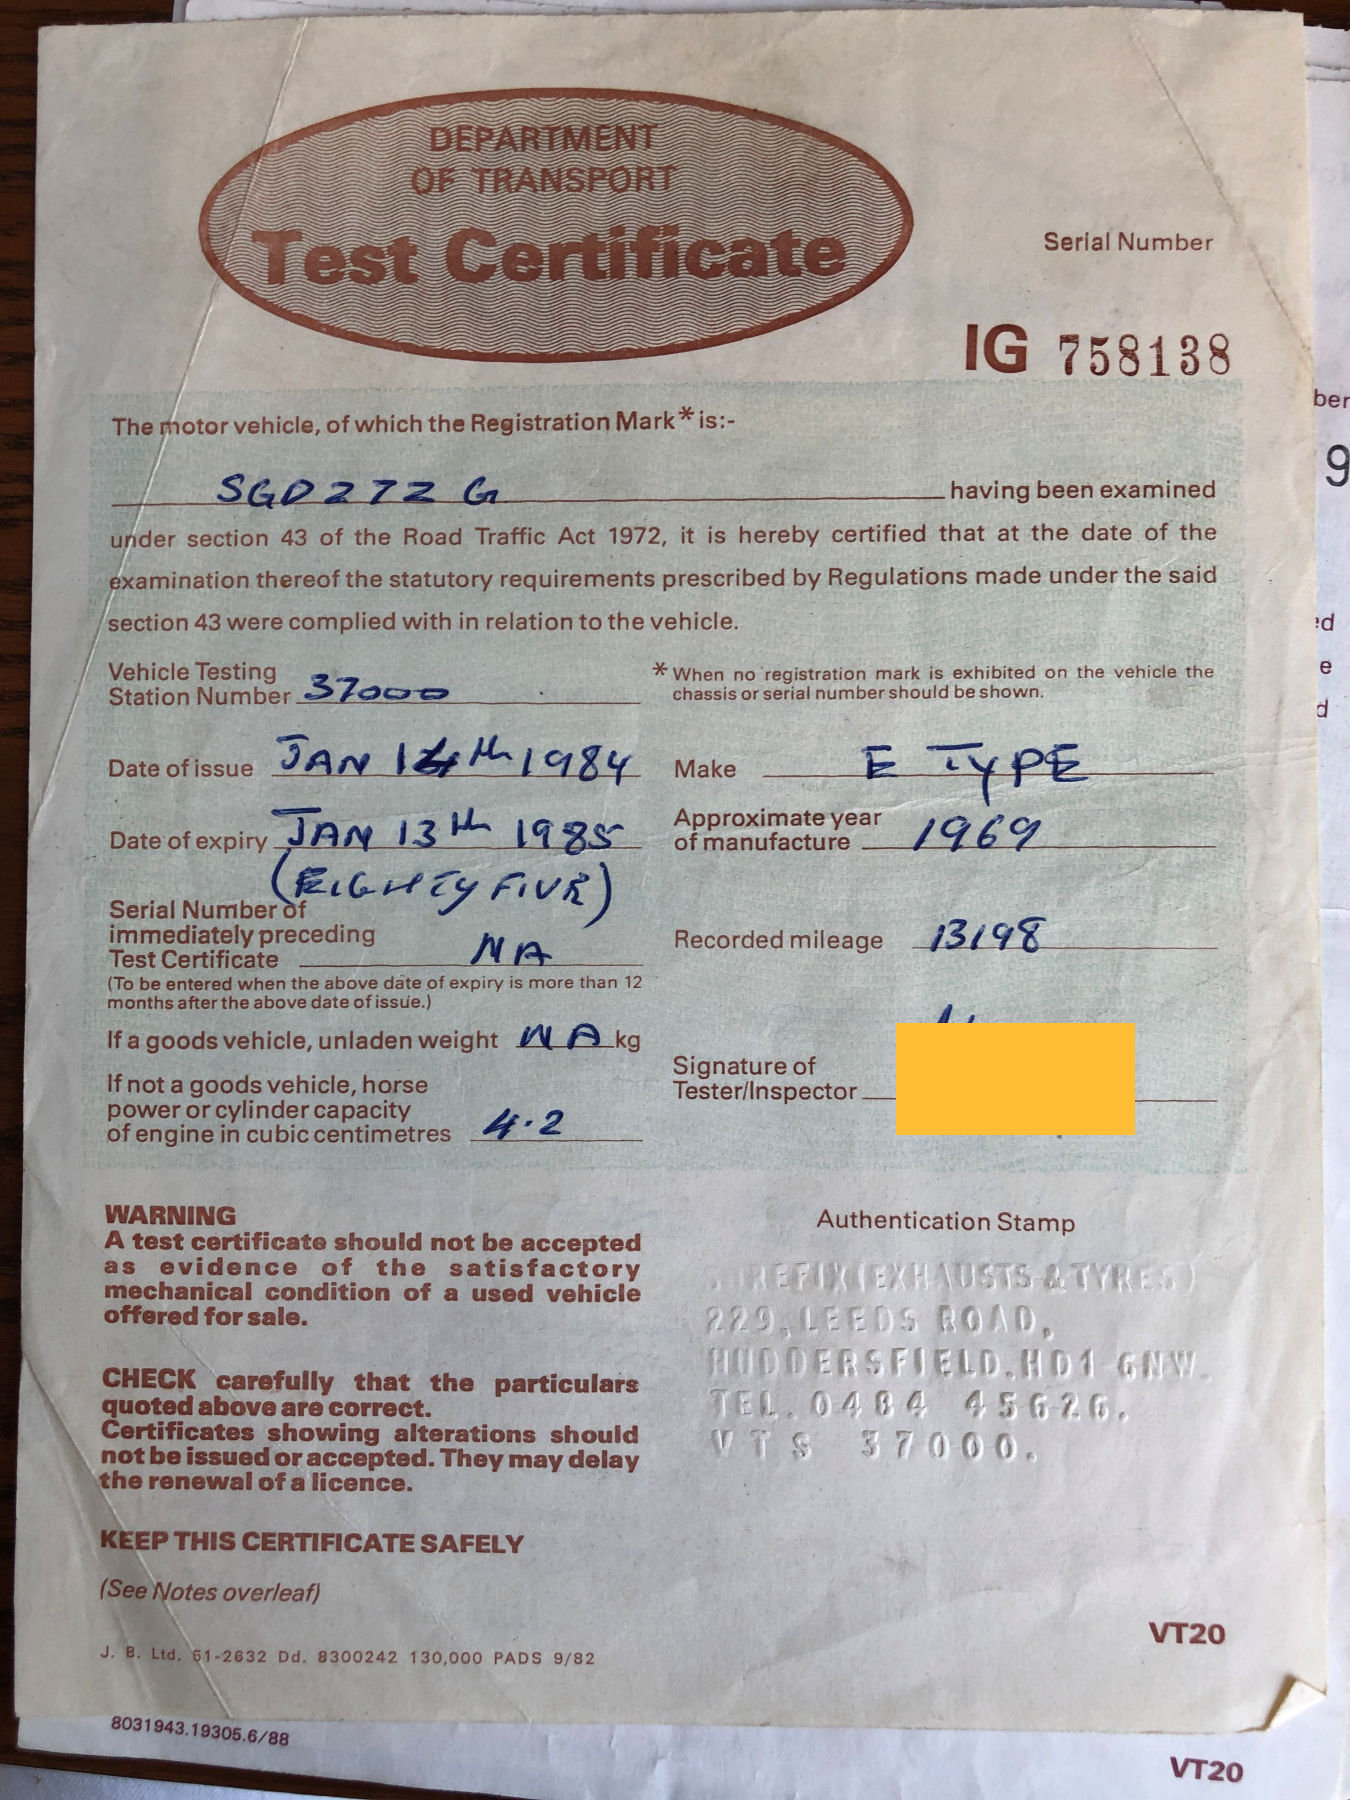 DEPARTMENT
OF TRANSPORT
Test Certificate
Serial Number
IG 758138
The motor vehicle, of which the Registration Mark* is:-
SGD 272 G having been examined
under section 43 of the Road Traffic Act 1972, it is hereby certified that at the date of the
examination thereof the statutory requirements prescribed by Regulations made under the said
section 43 were complied with in relation to the vehicle.
Vehicle Testing
Station Number 37000
* When no registration mark is exhibited on the vehicle the
chassis or serial number should be shown.
Date of issue JAN 14th 1984
Make E TYPE
Date of expiry JAN 13th 1985
(EIGHTY FIVE)
Approximate year
of manufacture 1969
Serial Number of
immediately preceding
Test Certificate NA
(To be entered when the above date of expiry is more than 12
months after the above date of issue.)
Recorded mileage 13198
If a goods vehicle, unladen weight NA kg
If not a goods vehicle, horse
power or cylinder capacity
of engine in cubic centimetres 4.2
Signature of
Tester/Inspector
WARNING
A test certificate should not be accepted
as evidence of the satisfactory
mechanical condition of a used vehicle
offered for sale.
CHECK carefully that the particulars
quoted above are correct.
Certificates showing alterations should
not be issued or accepted. They may delay
the renewal of a licence.
KEEP THIS CERTIFICATE SAFELY
(See Notes overleaf)
Authentication Stamp
(EXHAUSTS & TYRES)
229, LEEDS ROAD,
HUDDERSFIELD. HD1 6NW.
TEL. 0484 45626.
VTS 37000.
VT20
J. B. Ltd. 51-2632 Dd. 8300242 130,000 PADS 9/82
8031943.19305.6/88
VT20
ber
9
ed
e
d